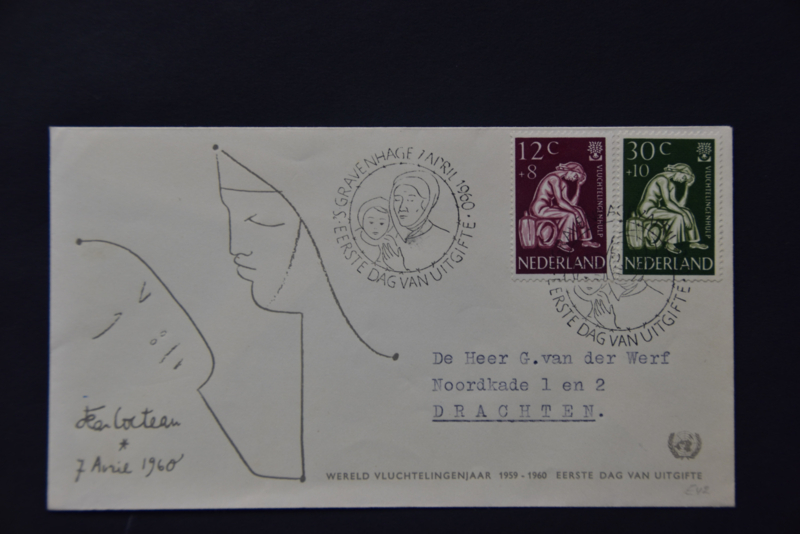 'S GRAVENHAGE 7 APRIL 1960 ·
EERSTE DAG VAN UITGIFTE ·
12 C
+8
VLUCHTELINGENHULP
NEDERLAND
30 C
+10
VLUCHTELINGENHULP
NEDERLAND
EERSTE DAG VAN UITGIFTE ·
De Heer G.van der Werf
Noordkade 1 en 2
DRACHTEN.
Jean Cocteau
*
7 Avril 1960
WERELD VLUCHTELINGENJAAR 1959 - 1960 EERSTE DAG VAN UITGIFTE